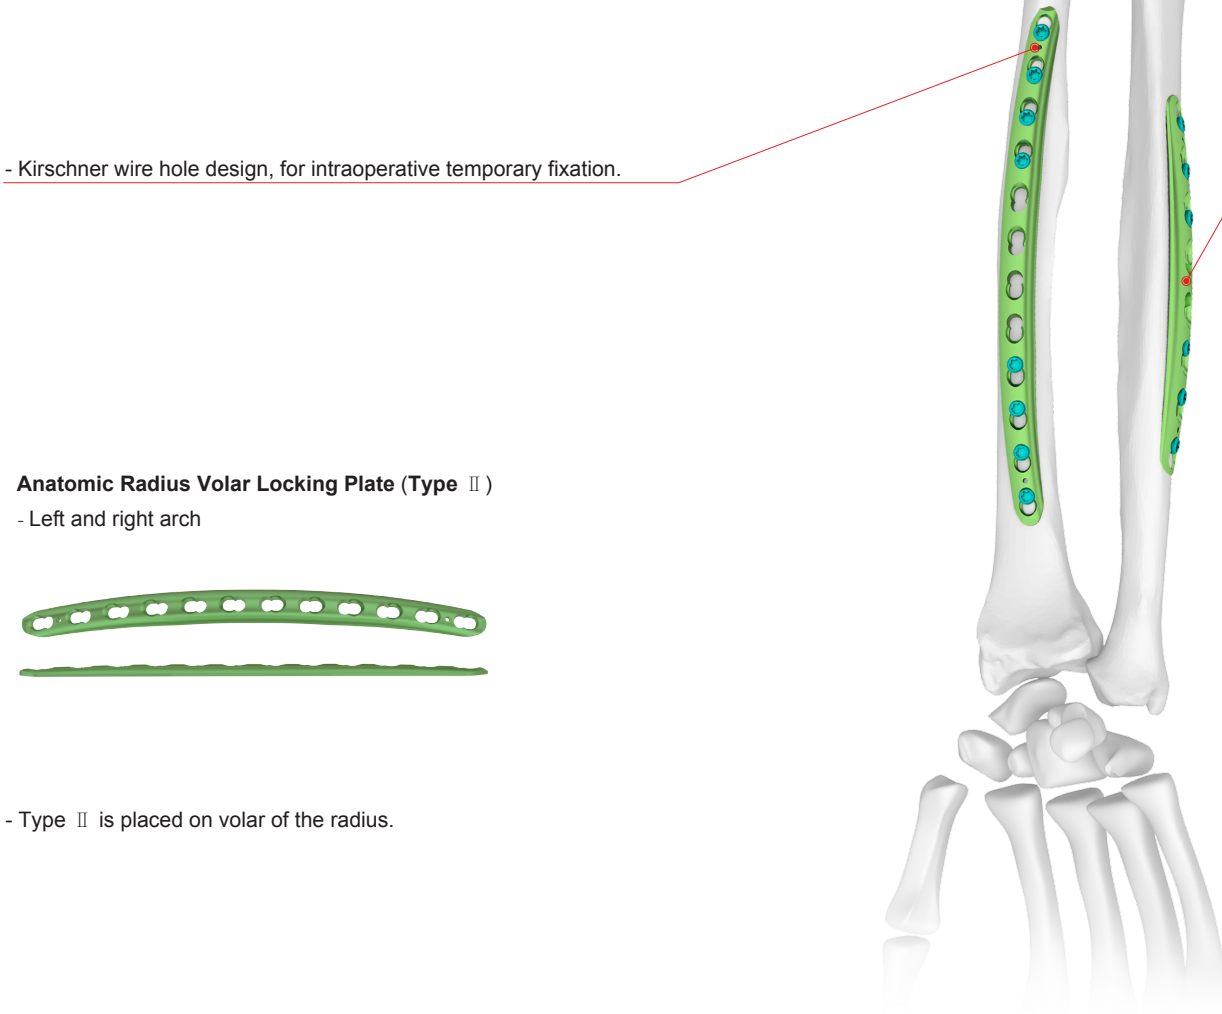 - Kirschner wire hole design, for intraoperative temporary fixation.
Anatomic Radius Volar Locking Plate (Type Ⅱ)
- Left and right arch
- Type Ⅱ is placed on volar of the radius.